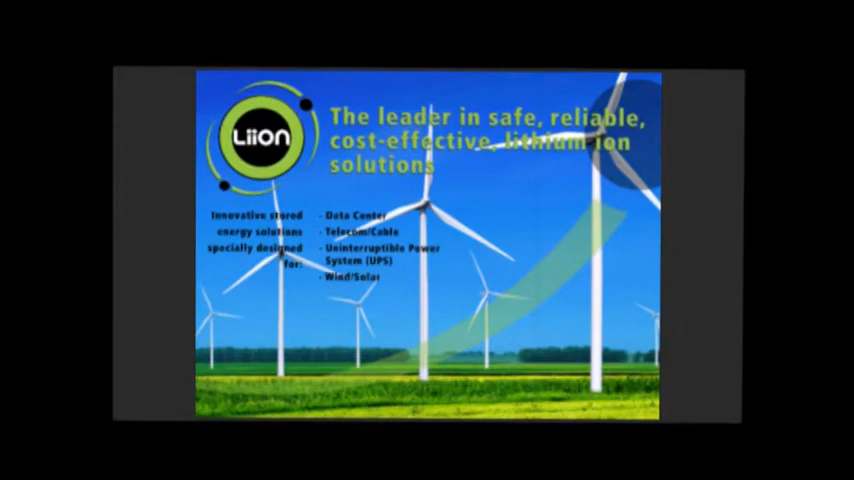 LiiON
The leader in safe, reliable,
cost-effective, lithium ion
solutions
Innovative stored
energy solutions
specially designed
for:
· Data Center
· Telecom/Cable
· Uninterruptible Power
System (UPS)
· Wind/Solar